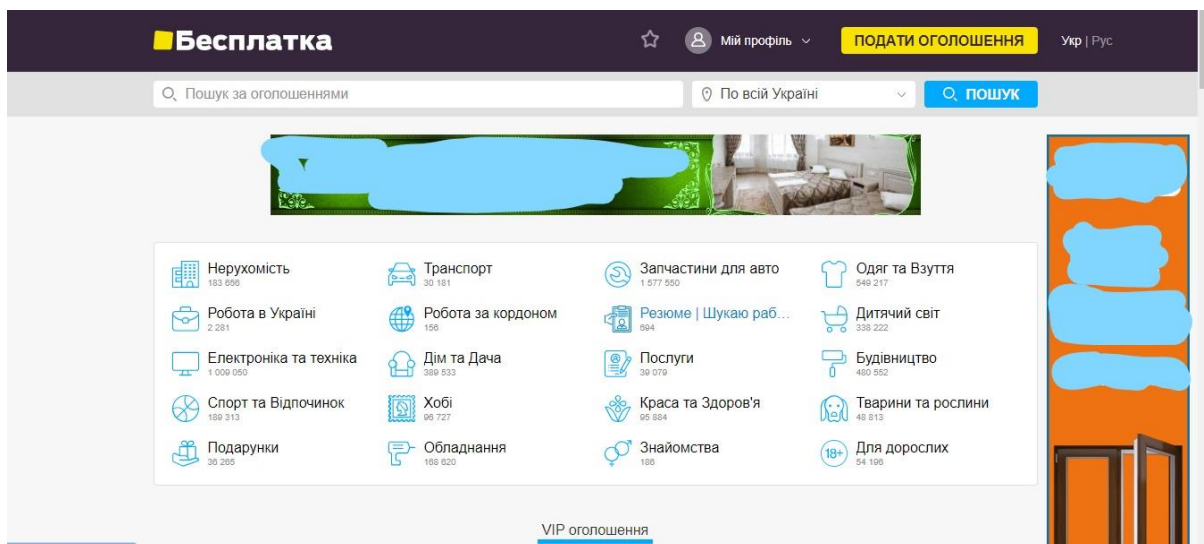 Бесплатка
Мій профіль
ПОДАТИ ОГОЛОШЕННЯ
Укр | Рус
Пошук за оголошеннями
По всій Україні
ПОШУК
Нерухомість
183 656
Транспорт
30 181
Запчастини для авто
1 577 550
Одяг та Взуття
549 217
Робота в Україні
2 281
Робота за кордоном
156
Резюме | Шукаю раб...
694
Дитячий світ
338 222
Електроніка та техніка
1 009 050
Дім та Дача
389 533
Послуги
39 079
Будівництво
480 552
Спорт та Відпочинок
189 313
Хобі
96 727
Краса та Здоров'я
95 884
Тварини та рослини
48 813
Подарунки
36 265
Обладнання
168 620
Знайомства
186
18+
Для дорослих
54 196
VIP оголошення